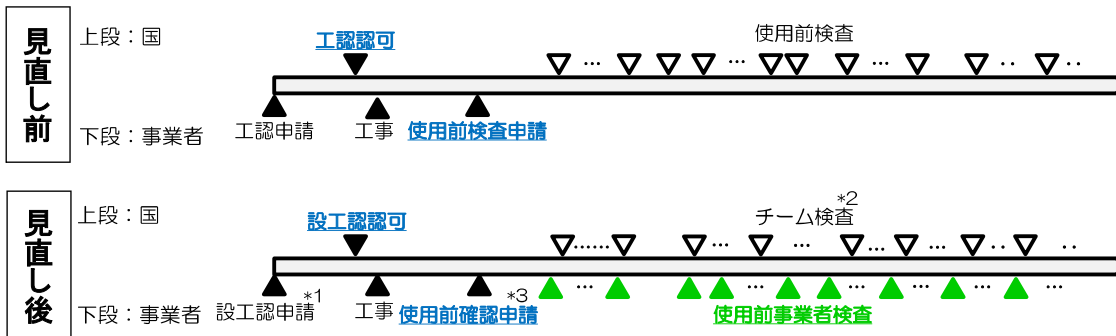 見直し前
上段：国
工認認可
使用前検査
… … … ‥ ‥
下段：事業者
工認申請
工事
使用前検査申請
見直し後
上段：国
設工認認可
チーム検査*2
…… … … … … ‥ ‥
下段：事業者
設工認申請*1
工事
使用前確認申請*3
… … … … … …
使用前事業者検査